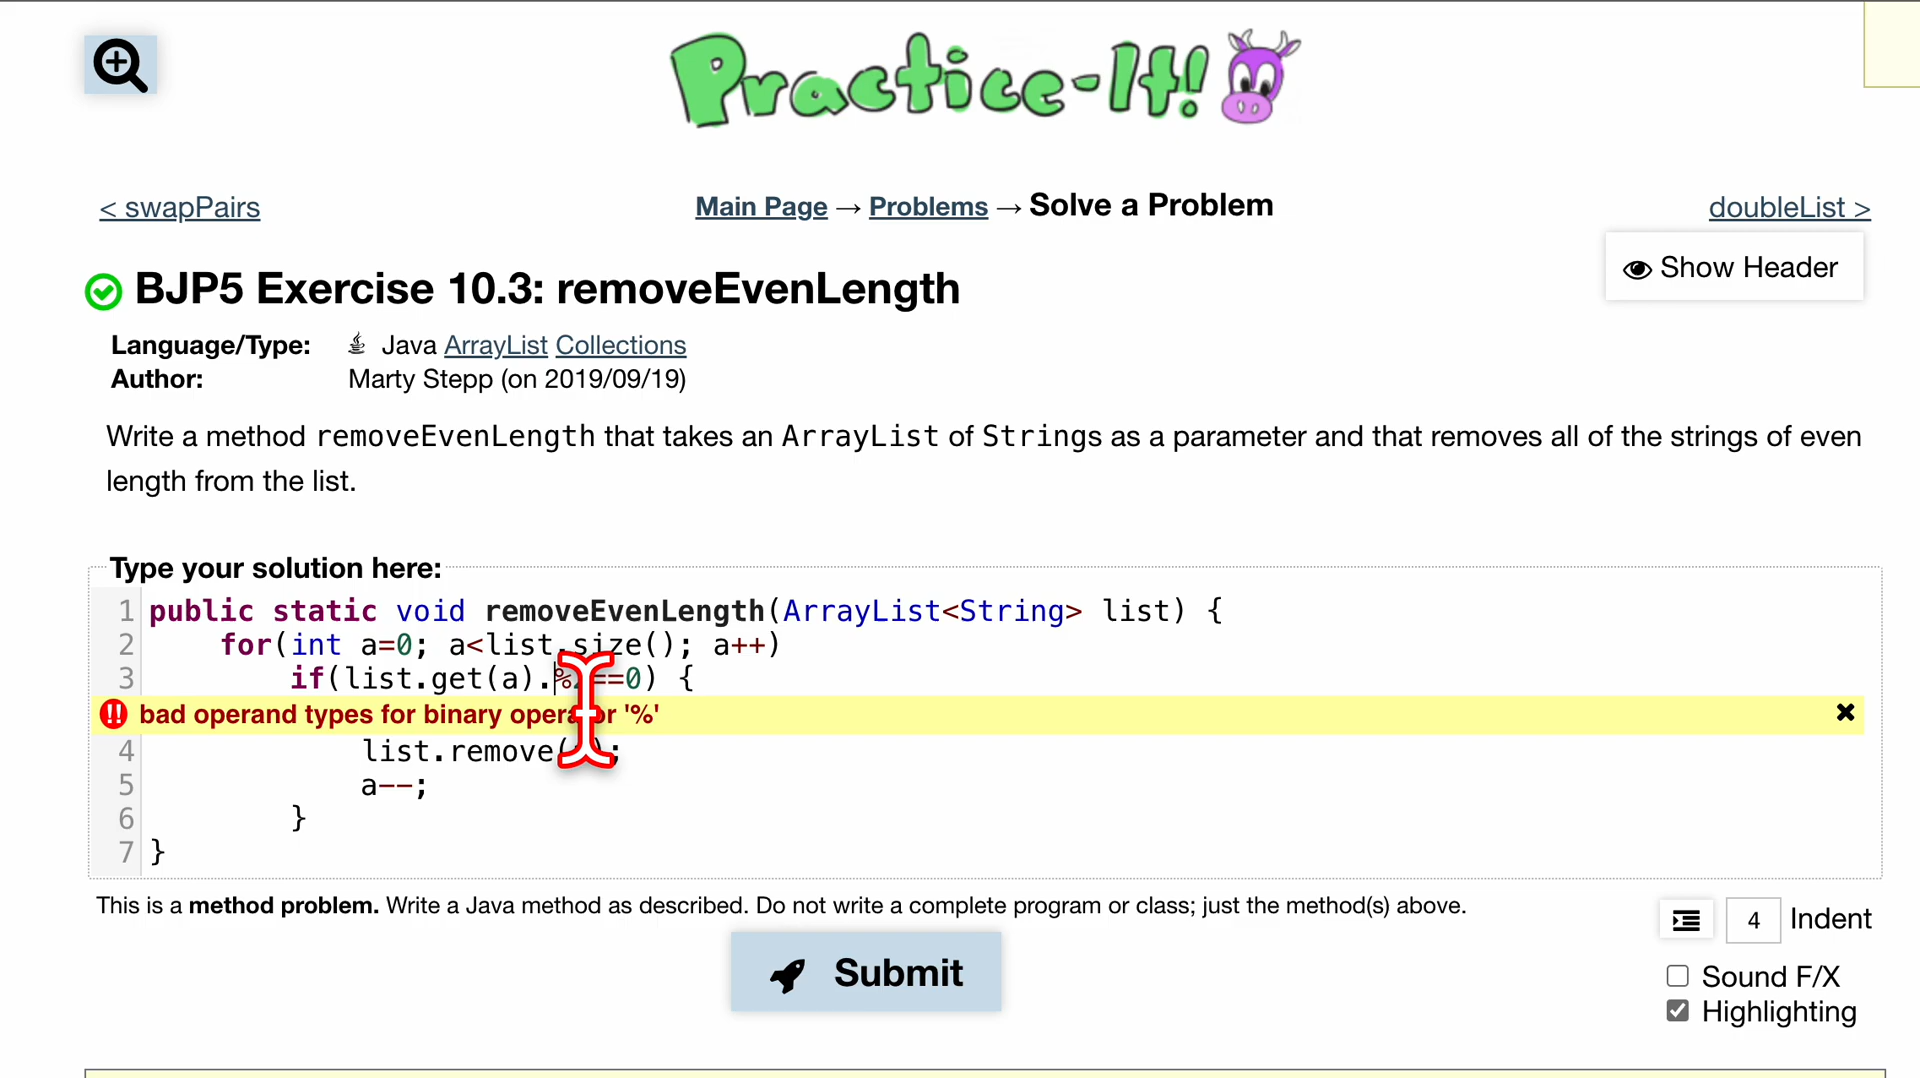 Practice-It!
< swapPairs
Main Page → Problems → Solve a Problem
doubleList >
Show Header
BJP5 Exercise 10.3: removeEvenLength
Language/Type: Java ArrayList Collections
Author: Marty Stepp (on 2019/09/19)
Write a method removeEvenLength that takes an ArrayList of Strings as a parameter and that removes all of the strings of even
length from the list.
Type your solution here:
1 public static void removeEvenLength(ArrayList<String> list) {
2 for(int a=0; a<list.size(); a++)
3 if(list.get(a).% ==0) {
!! bad operand types for binary operator '%'
4 list.remove( );
5 a--;
6 }
7 }
This is a method problem. Write a Java method as described. Do not write a complete program or class; just the method(s) above.
4 Indent
Submit
Sound F/X
Highlighting